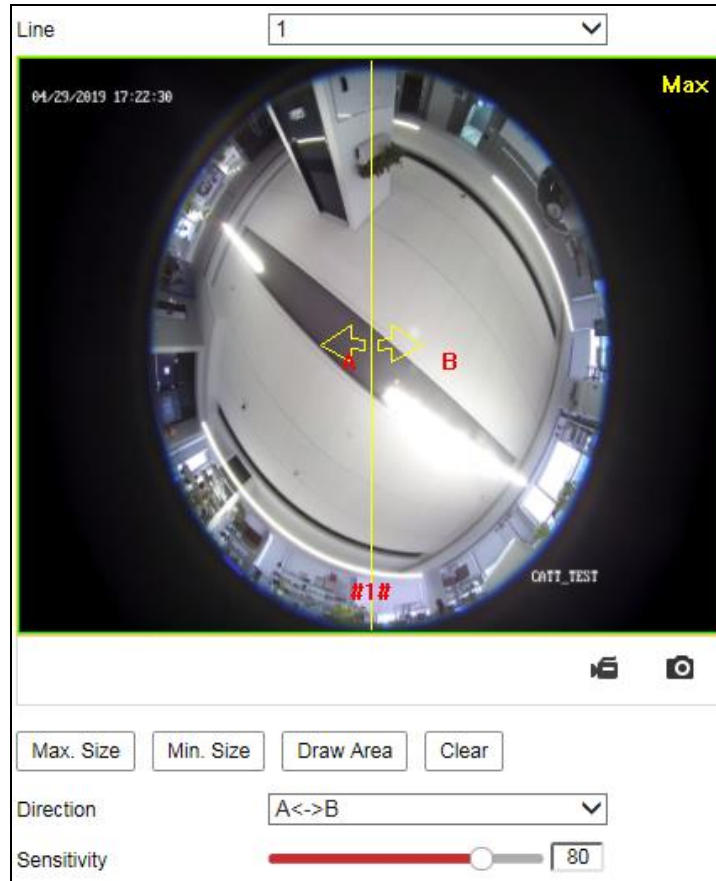 Line 1
04/29/2019 17:22:30 Max
A B
CATT_TEST
#1#
Max. Size Min. Size Draw Area Clear
Direction A<->B
Sensitivity 80